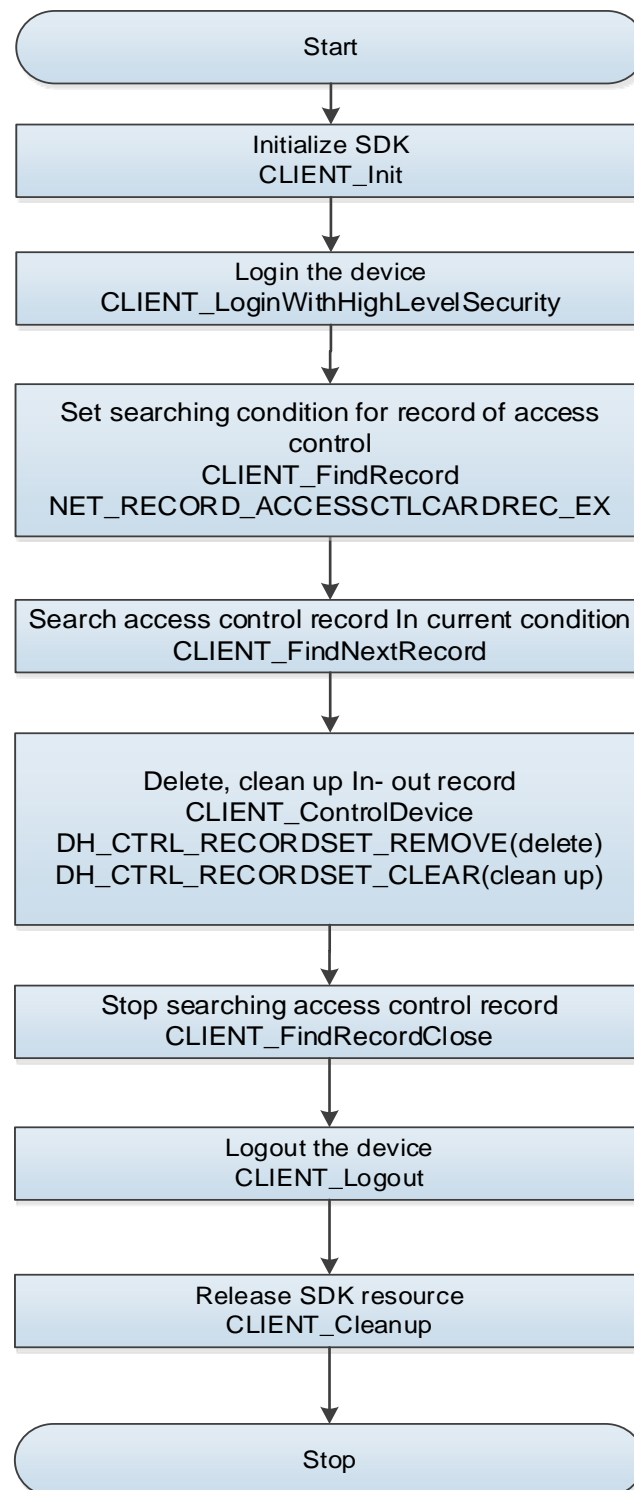 Start
Initialize SDK
CLIENT_Init
Login the device
CLIENT_LoginWithHighLevelSecurity
Set searching condition for record of access
control
CLIENT_FindRecord
NET_RECORD_ACCESSCTLCARDREC_EX
Search access control record In current condition
CLIENT_FindNextRecord
Delete, clean up In- out record
CLIENT_ControlDevice
DH_CTRL_RECORDSET_REMOVE(delete)
DH_CTRL_RECORDSET_CLEAR(clean up)
Stop searching access control record
CLIENT_FindRecordClose
Logout the device
CLIENT_Logout
Release SDK resource
CLIENT_Cleanup
Stop